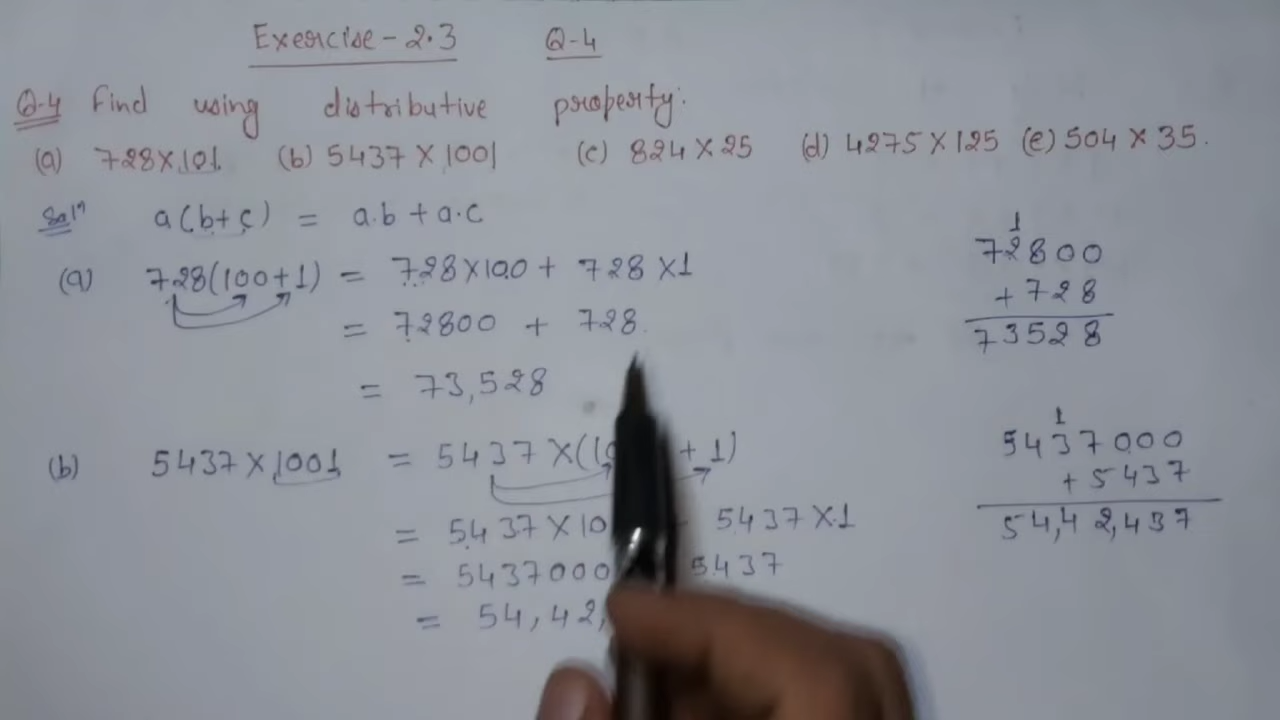 Exercise - 2.3 Q-4
Q-4 Find using distributive property:
(a) 728×101 (b) 5437×1001 (c) 824×25 (d) 4275×125 (e) 504×35.
Solⁿ a(b+c) = a.b + a.c
(a) 728(100+1) = 728×100 + 728×1
= 72800 + 728
= 73,528
(b) 5437×1001 = 5437×(10 + 1)
= 5437×10 5437×1
= 5437000 5437
= 54,42,
1
72800
+ 728
73528
1
5437000
+ 5437
54,42,437